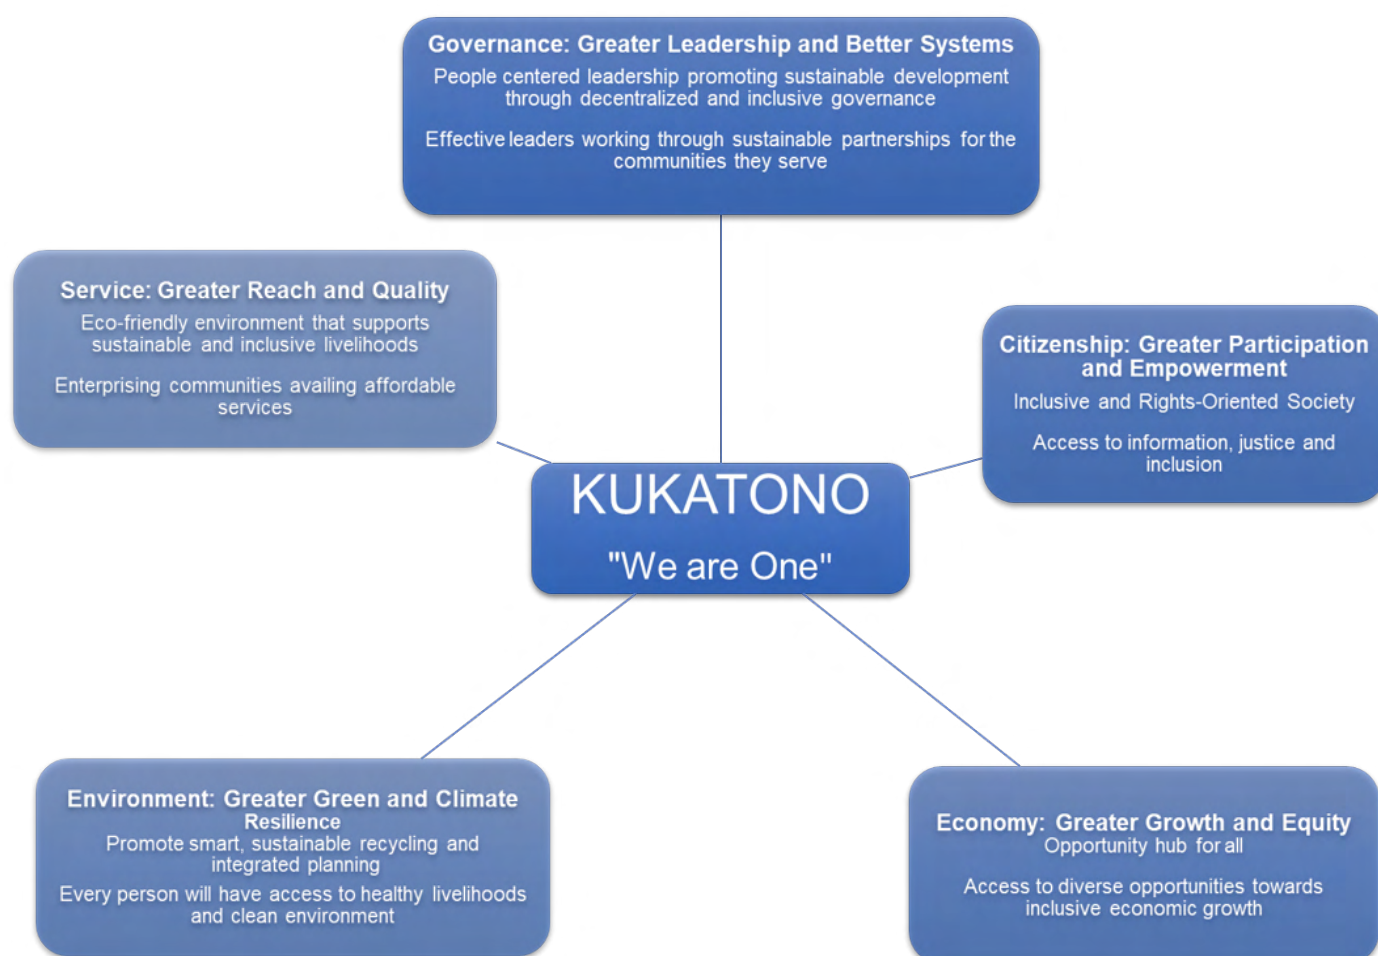 Governance: Greater Leadership and Better Systems
People centered leadership promoting sustainable development
through decentralized and inclusive governance
Effective leaders working through sustainable partnerships for the
communities they serve
Service: Greater Reach and Quality
Eco-friendly environment that supports
sustainable and inclusive livelihoods
Enterprising communities availing affordable
services
Citizenship: Greater Participation
and Empowerment
Inclusive and Rights-Oriented Society
Access to information, justice and
inclusion
KUKATONO
"We are One"
Environment: Greater Green and Climate
Resilience
Promote smart, sustainable recycling and
integrated planning
Every person will have access to healthy livelihoods
and clean environment
Economy: Greater Growth and Equity
Opportunity hub for all
Access to diverse opportunities towards
inclusive economic growth